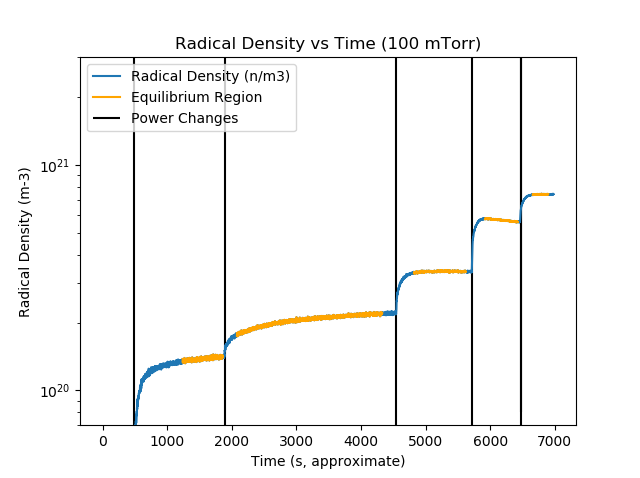 Radical Density vs Time (100 mTorr)
Radical Density (n/m3)
Equilibrium Region
Power Changes
10²¹
10²⁰
Radical Density (m-3)
0 1000 2000 3000 4000 5000 6000 7000
Time (s, approximate)